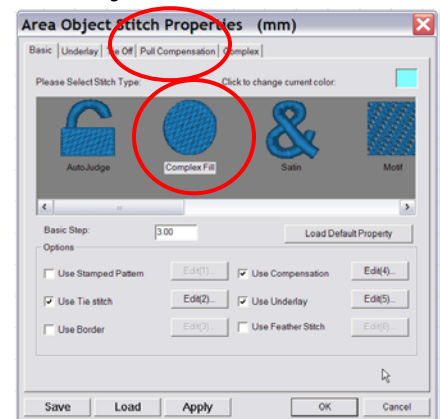 Area Object Stitch Properties (mm)
Basic Underlay Tie Off Pull Compensation Complex
Please Select Stitch Type: Click to change current color:
AutoJudge Complex Fill Satin Motif
Basic Step: 3.00 Load Default Property
Options
Use Stamped Pattern Edit(1)... Use Compensation Edit(4)...
Use Tie stitch Edit(2)... Use Underlay Edit(5)...
Use Border Edit(3)... Use Feather Stitch Edit(6)...
Save Load Apply OK Cancel